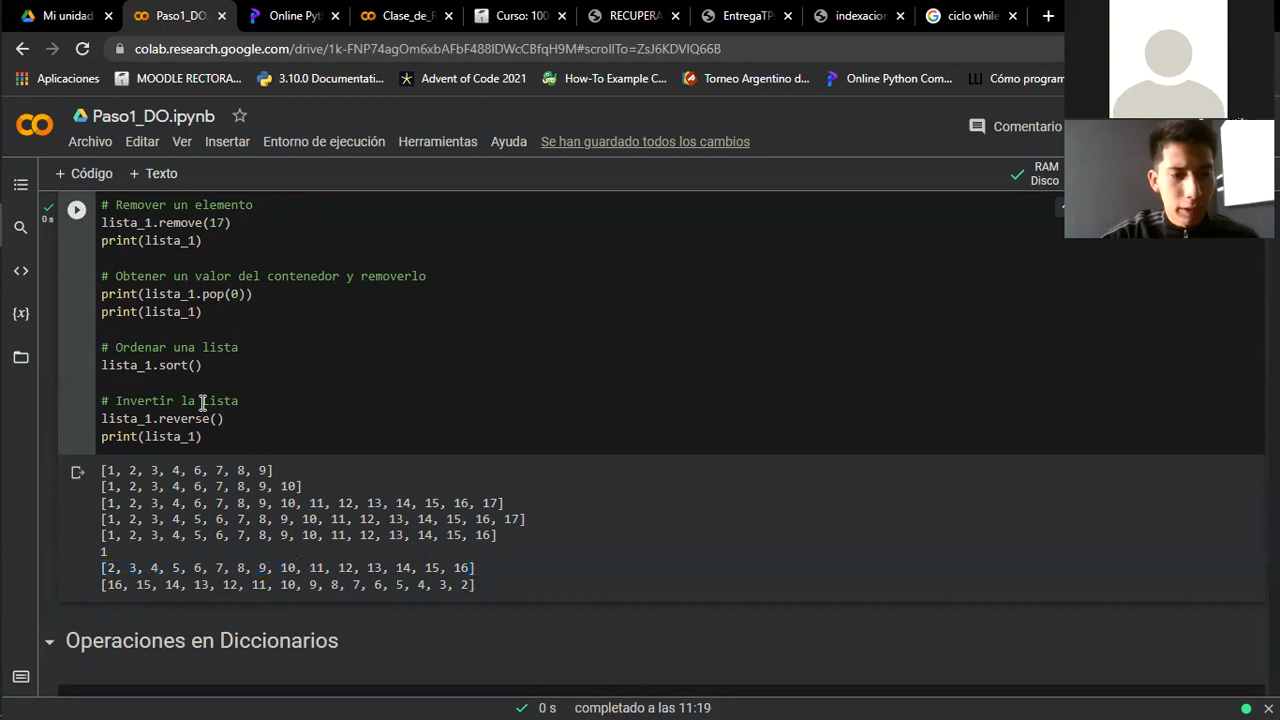 Mi unidad
Paso1_DO.
Online Pyt
Clase_de_F
Curso: 100
RECUPERA
EntregaTP
indexacion
ciclo while
colab.research.google.com/drive/1k-FNP74agOm6xbAFbF488IDWcCBfqH9M#scrollTo=ZsJ6KDVIQ66B
Aplicaciones
MOODLE RECTORA...
3.10.0 Documentati...
Advent of Code 2021
How-To Example C...
Torneo Argentino d...
Online Python Com...
Cómo program
Paso1_DO.ipynb
Comentario
Archivo Editar Ver Insertar Entorno de ejecución Herramientas Ayuda Se han guardado todos los cambios
+ Código + Texto
RAM
Disco
0 s
# Remover un elemento
lista_1.remove(17)
print(lista_1)
# Obtener un valor del contenedor y removerlo
print(lista_1.pop(0))
print(lista_1)
# Ordenar una lista
lista_1.sort()
# Invertir la lista
lista_1.reverse()
print(lista_1)
[1, 2, 3, 4, 6, 7, 8, 9]
[1, 2, 3, 4, 6, 7, 8, 9, 10]
[1, 2, 3, 4, 6, 7, 8, 9, 10, 11, 12, 13, 14, 15, 16, 17]
[1, 2, 3, 4, 5, 6, 7, 8, 9, 10, 11, 12, 13, 14, 15, 16, 17]
[1, 2, 3, 4, 5, 6, 7, 8, 9, 10, 11, 12, 13, 14, 15, 16]
1
[2, 3, 4, 5, 6, 7, 8, 9, 10, 11, 12, 13, 14, 15, 16]
[16, 15, 14, 13, 12, 11, 10, 9, 8, 7, 6, 5, 4, 3, 2]
Operaciones en Diccionarios
0 s completado a las 11:19